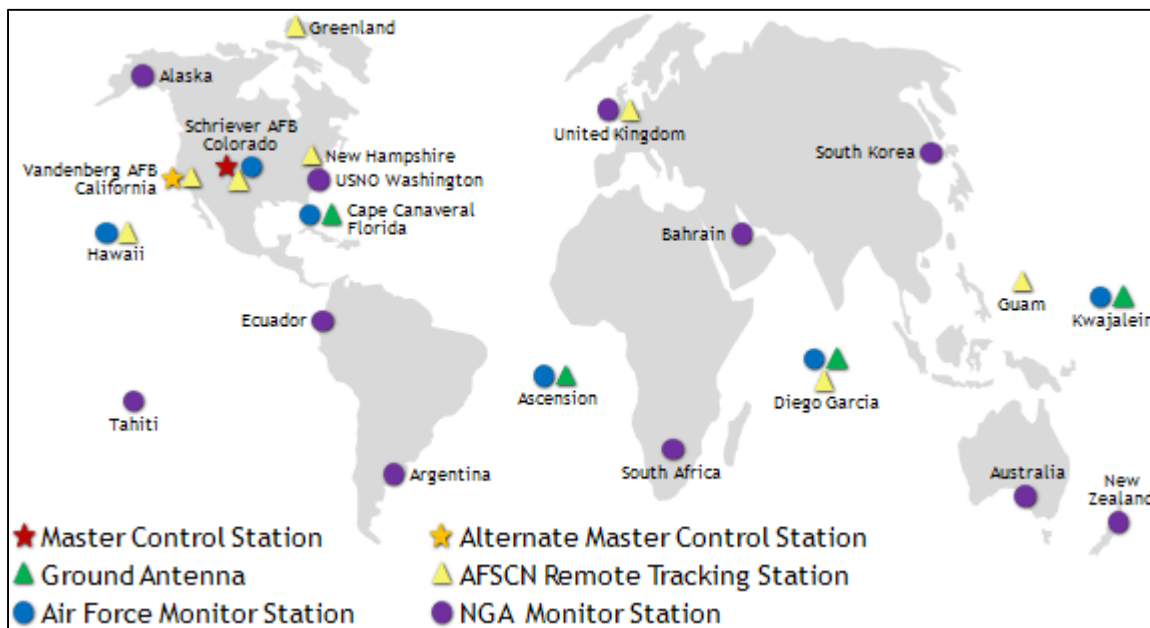 Greenland
Alaska
Schriever AFB
Colorado
United Kingdom
South Korea
New Hampshire
Vandenberg AFB
California
USNO Washington
Cape Canaveral
Florida
Bahrain
Hawaii
Guam
Kwajalein
Ecuador
Ascension
Diego Garcia
Tahiti
Argentina
South Africa
Australia
New
Zealand
Master Control Station
Alternate Master Control Station
Ground Antenna
AFSCN Remote Tracking Station
Air Force Monitor Station
NGA Monitor Station